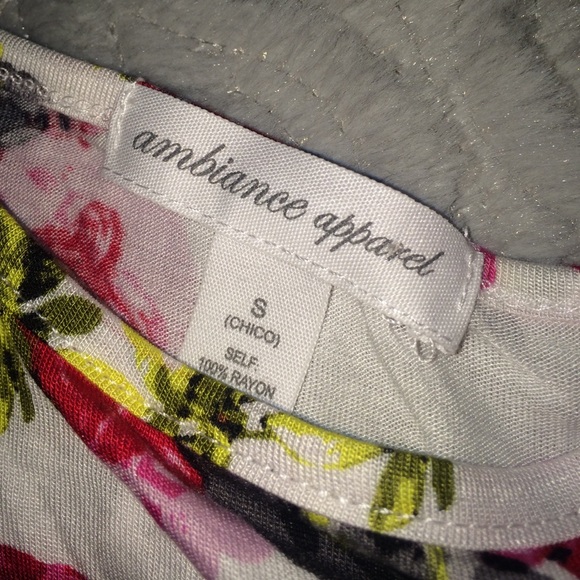 ambiance apparel
S
(CHICO)
SELF:
100% RAYON